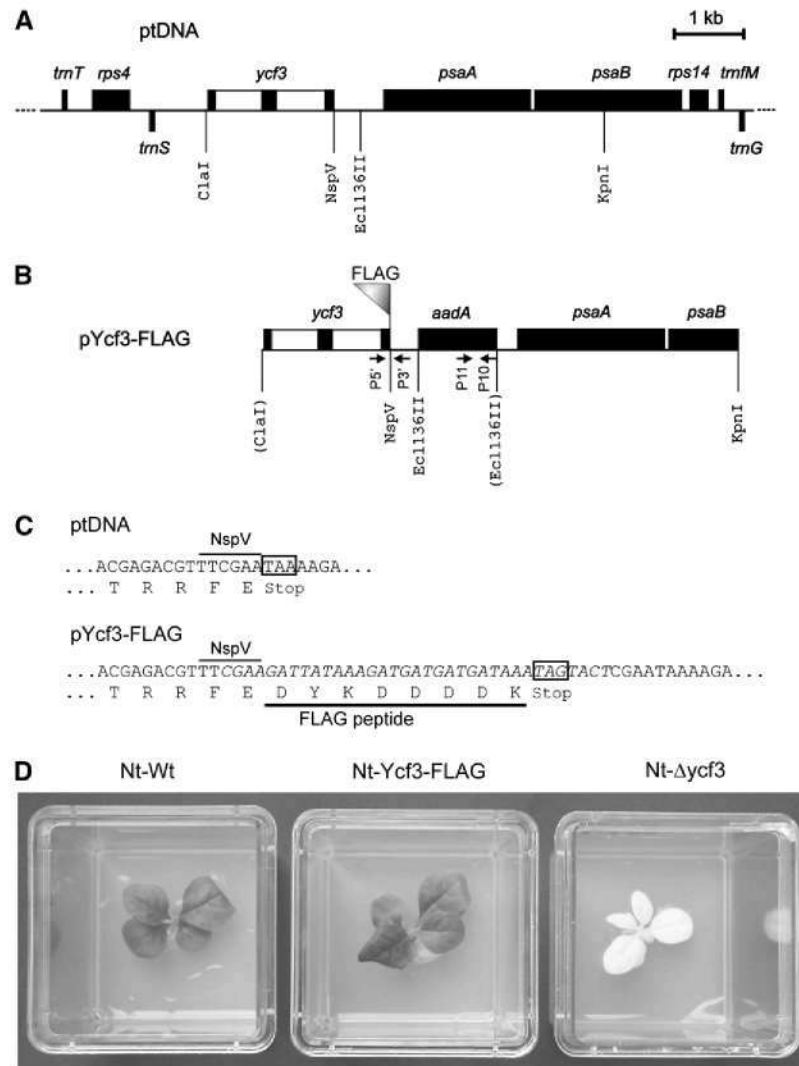 A
ptDNA
1 kb
trnT rps4 ycf3 psaA psaB rps14 trnfM
trnS
trnG
ClaI
NspV
Ecl136II
KpnI
B
FLAG
pYcf3-FLAG
ycf3 aadA psaA psaB
P5' P3' P11 P10
(ClaI)
NspV
Ecl136II
(Ecl136II)
KpnI
C
ptDNA
NspV
...ACGAGACGTTTCGAATAAAAGA...
... T R R F E Stop
pYcf3-FLAG
NspV
...ACGAGACGTTTCGAAGATTATAAAGATGATGATGATAAATAGTACTCGAATAAAAGA...
... T R R F E D Y K D D D D K Stop
FLAG peptide
D
Nt-Wt Nt-Ycf3-FLAG Nt-Δycf3